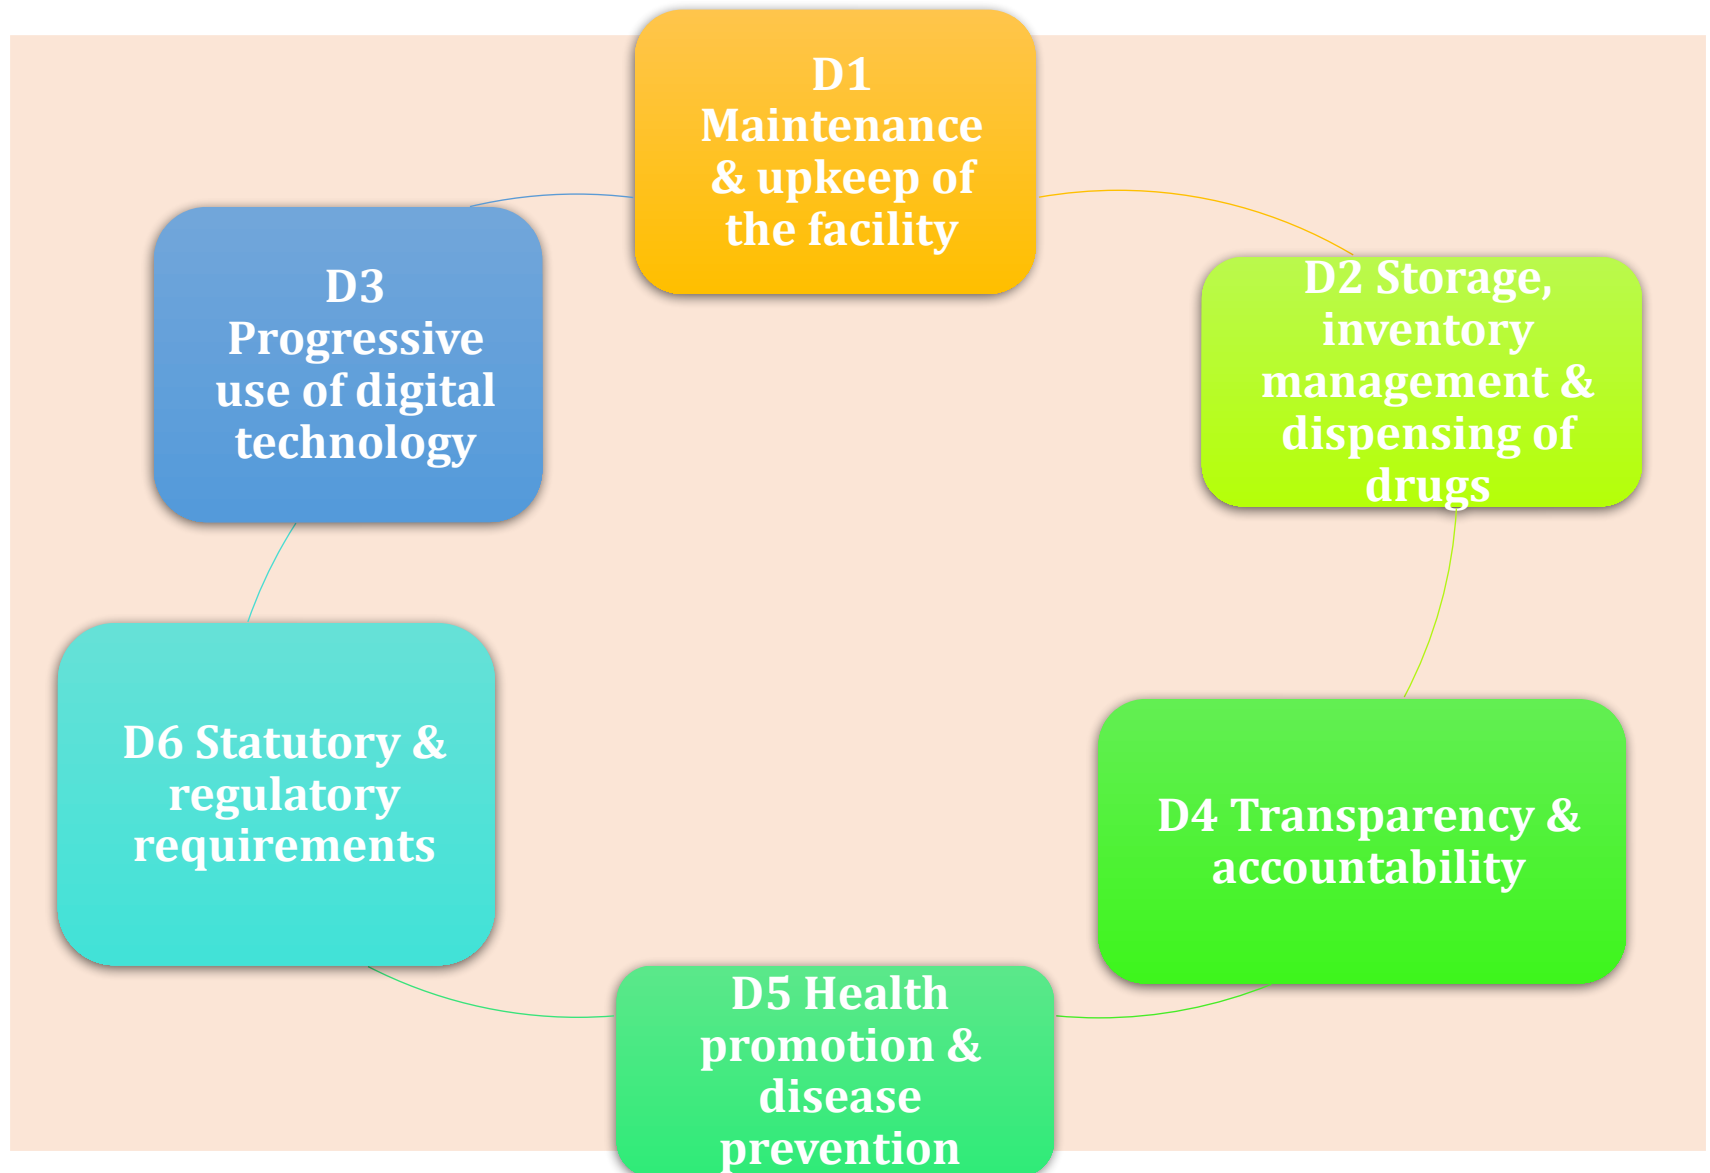 D1
Maintenance
& upkeep of
the facility
D2 Storage,
inventory
management &
dispensing of
drugs
D3
Progressive
use of digital
technology
D6 Statutory &
regulatory
requirements
D4 Transparency &
accountability
D5 Health
promotion &
disease
prevention